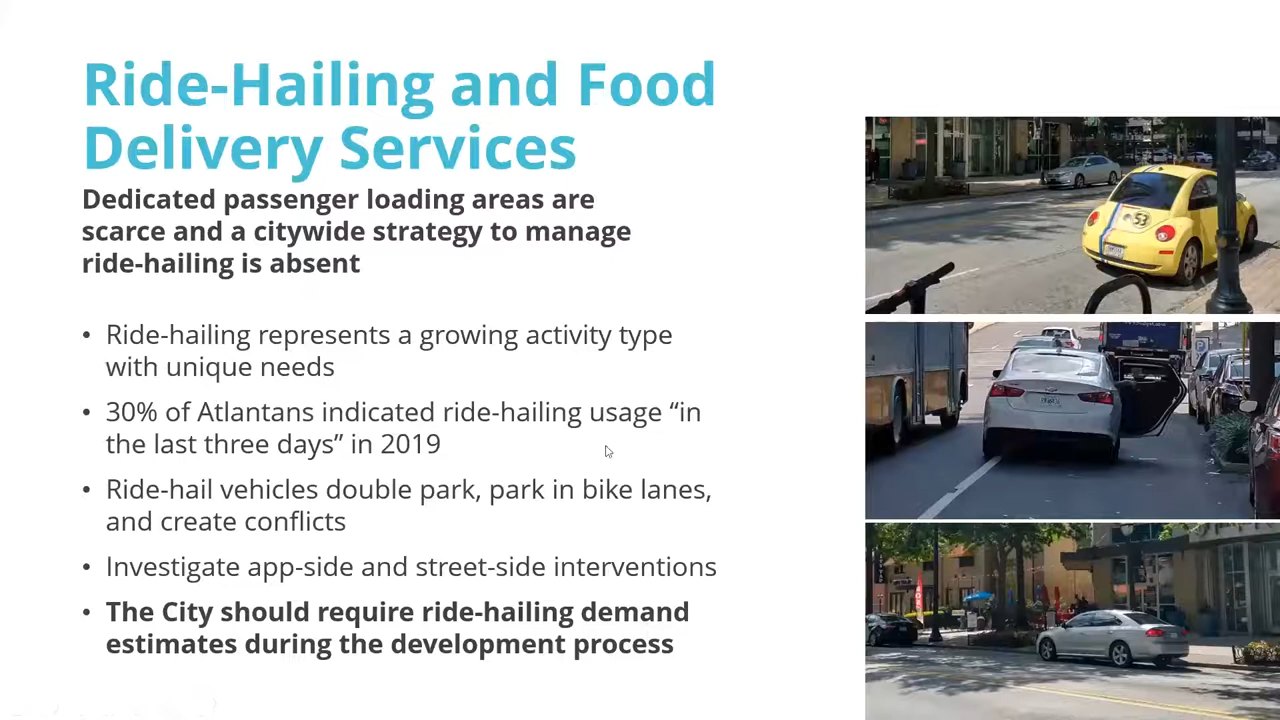 Ride-Hailing and Food
Delivery Services
Dedicated passenger loading areas are
scarce and a citywide strategy to manage
ride-hailing is absent
• Ride-hailing represents a growing activity type
with unique needs
• 30% of Atlantans indicated ride-hailing usage “in
the last three days” in 2019
• Ride-hail vehicles double park, park in bike lanes,
and create conflicts
• Investigate app-side and street-side interventions
• The City should require ride-hailing demand
estimates during the development process
53